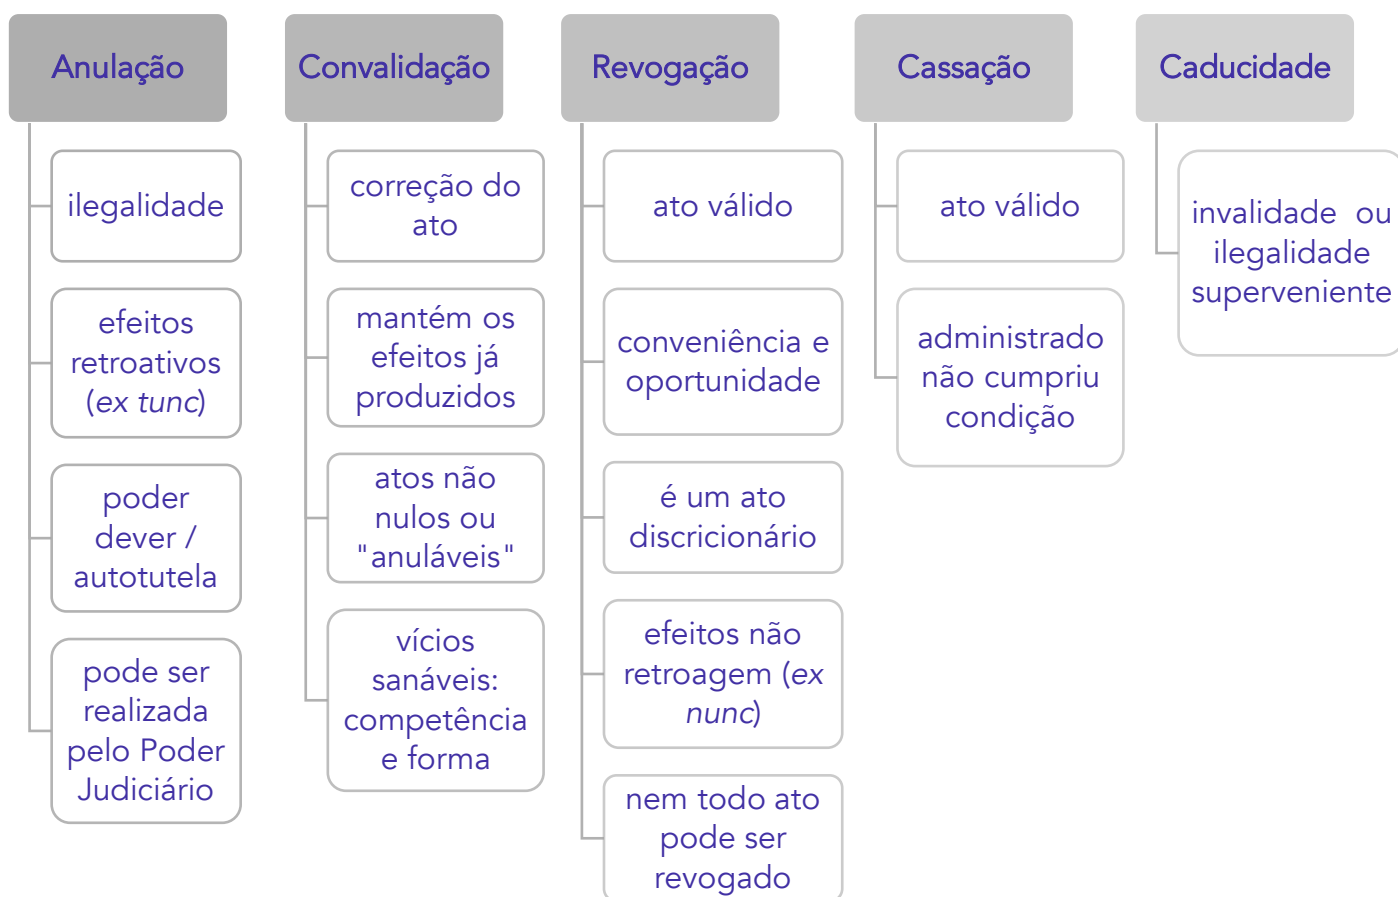 Anulação
ilegalidade
efeitos
retroativos
(ex tunc)
poder
dever /
autotutela
pode ser
realizada
pelo Poder
Judiciário
Convalidação
correção do
ato
mantém os
efeitos já
produzidos
atos não
nulos ou
"anuláveis"
vícios
sanáveis:
competência
e forma
Revogação
ato válido
conveniência e
oportunidade
é um ato
discricionário
efeitos não
retroagem (ex
nunc)
nem todo ato
pode ser
revogado
Cassação
ato válido
administrado
não cumpriu
condição
Caducidade
invalidade ou
ilegalidade
superveniente